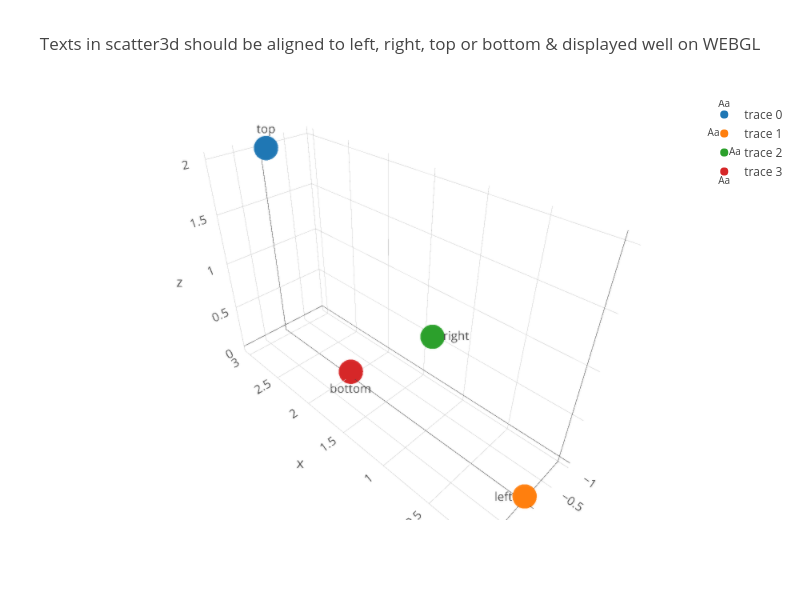 Texts in scatter3d should be aligned to left, right, top or bottom & displayed well on WEBGL
Aa
trace 0
Aa trace 1
Aa trace 2
trace 3
Aa
top
2
1.5
z
1
0.5
0
3
2.5
2
1.5
x
1
right
bottom
left
−1
−0.5